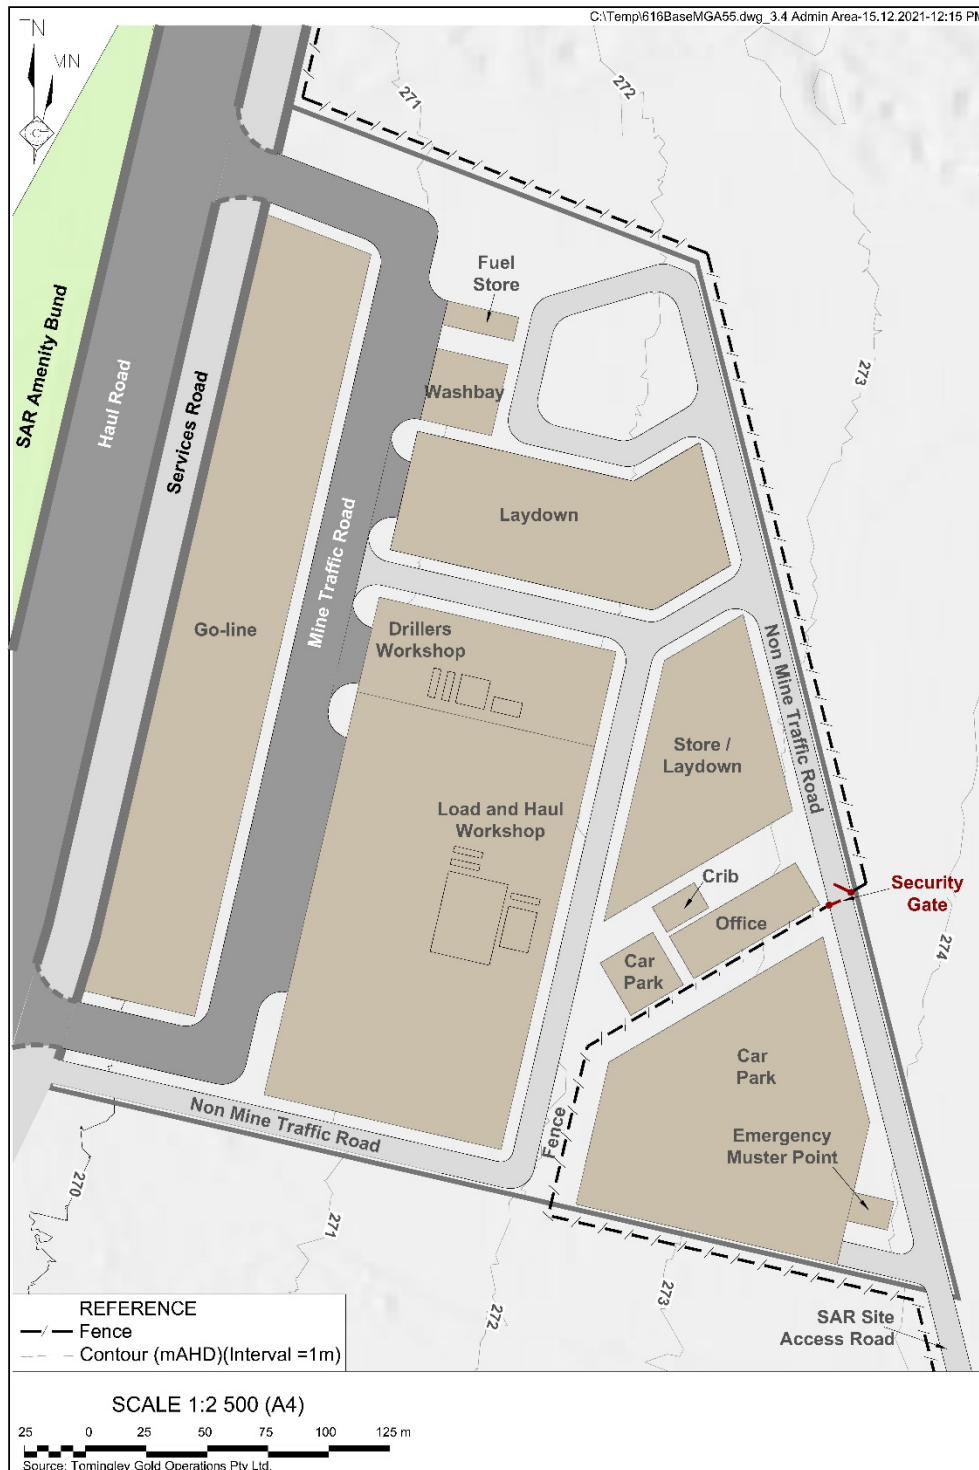 C:\Temp\616BaseMGA55.dwg_3.4 Admin Area-15.12.2021-12:15 PM
TN
MN
271
272
273
Fuel
Store
Washbay
SAR Amenity Bund
Haul Road
Services Road
Mine Traffic Road
Laydown
Go-line
Drillers
Workshop
Non Mine Traffic Road
Store /
Laydown
Load and Haul
Workshop
Crib
Security
Gate
Office
Car
Park
274
Car
Park
Non Mine Traffic Road
Fence
Emergency
Muster Point
270
271
272
273
SAR Site
Access Road
REFERENCE
Fence
Contour (mAHD)(Interval =1m)
SCALE 1:2 500 (A4)
25 0 25 50 75 100 125 m
Source: Tomingley Gold Operations Pty Ltd.